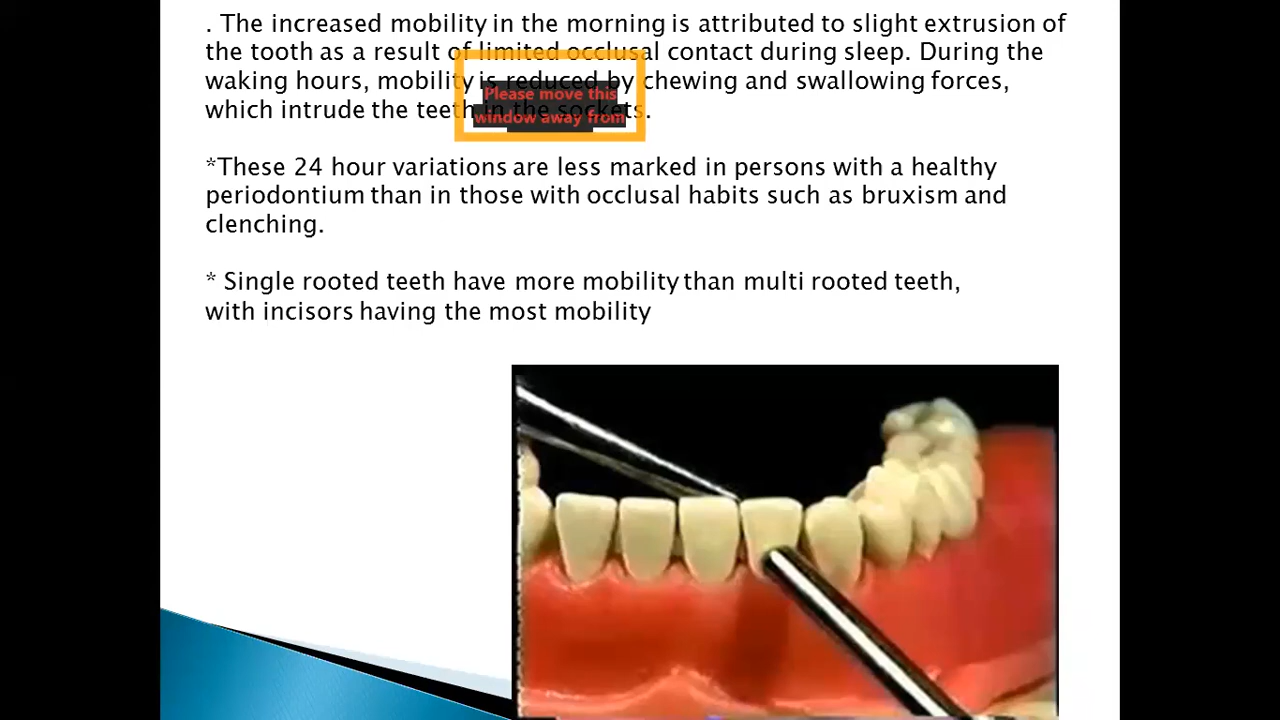 . The increased mobility in the morning is attributed to slight extrusion of
the tooth as a result of limited occlusal contact during sleep. During the
waking hours, mobility is reduced by chewing and swallowing forces,
which intrude the teeth in the sockets.
Please move this
window away from
*These 24 hour variations are less marked in persons with a healthy
periodontium than in those with occlusal habits such as bruxism and
clenching.
* Single rooted teeth have more mobility than multi rooted teeth,
with incisors having the most mobility